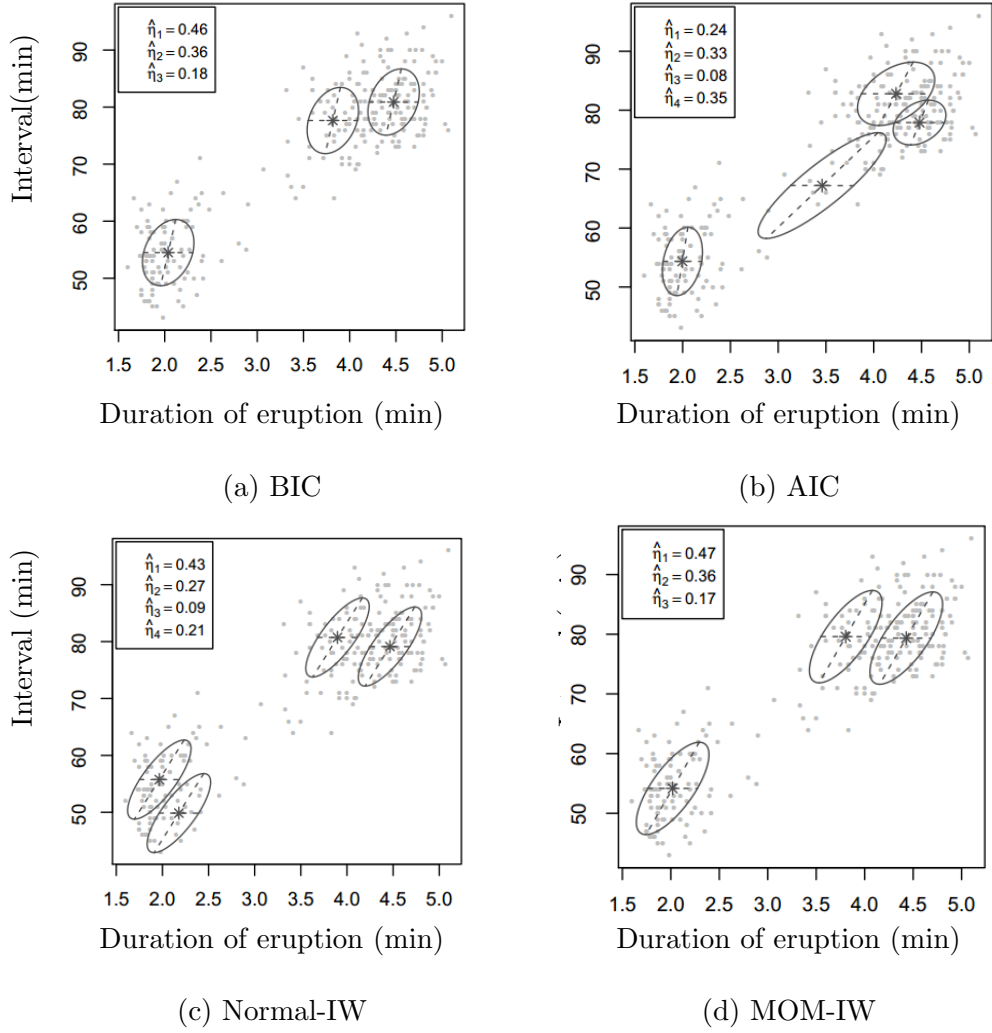 η̂1 = 0.46
η̂2 = 0.36
η̂3 = 0.18
Interval(min)
90
80
70
60
50
1.5 2.0 2.5 3.0 3.5 4.0 4.5 5.0
Duration of eruption (min)
(a) BIC
η̂1 = 0.24
η̂2 = 0.33
η̂3 = 0.08
η̂4 = 0.35
90
80
70
60
50
1.5 2.0 2.5 3.0 3.5 4.0 4.5 5.0
Duration of eruption (min)
(b) AIC
η̂1 = 0.43
η̂2 = 0.27
η̂3 = 0.09
η̂4 = 0.21
Interval (min)
90
80
70
60
50
1.5 2.0 2.5 3.0 3.5 4.0 4.5 5.0
Duration of eruption (min)
(c) Normal-IW
η̂1 = 0.47
η̂2 = 0.36
η̂3 = 0.17
90
80
70
60
50
1.5 2.0 2.5 3.0 3.5 4.0 4.5 5.0
Duration of eruption (min)
(d) MOM-IW